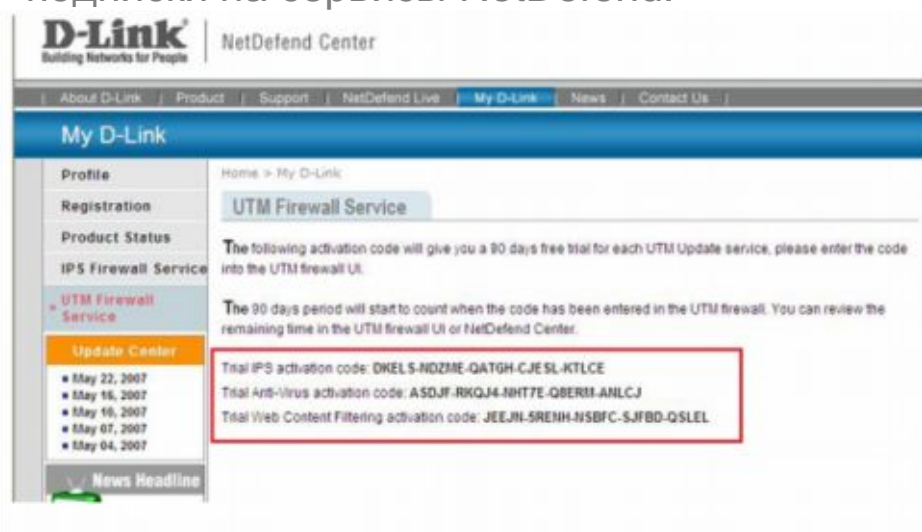 подписки на сервисы NetDefend.
D-Link
Building Networks for People
NetDefend Center
About D-Link | Product | Support | NetDefend Live | My D-Link | News | Contact Us |
My D-Link
Profile
Registration
Product Status
IPS Firewall Service
UTM Firewall
Service
Update Center
May 22, 2007
May 16, 2007
May 10, 2007
May 07, 2007
May 04, 2007
News Headline
Home > My D-Link
UTM Firewall Service
The following activation code will give you a 90 days free trial for each UTM Update service, please enter the code
into the UTM firewall UI.
The 90 days period will start to count when the code has been entered in the UTM firewall. You can review the
remaining time in the UTM firewall UI or NetDefend Center.
Trial IPS activation code: DKELS-NDZME-QATGH-CJESL-KTLCE
Trial Anti-Virus activation code: ASDJF-RKQJ4-NHT7E-QBERM-ANLCJ
Trial Web Content Filtering activation code: JEEJN-5RENH-NSBFC-SJFBD-QSLEL